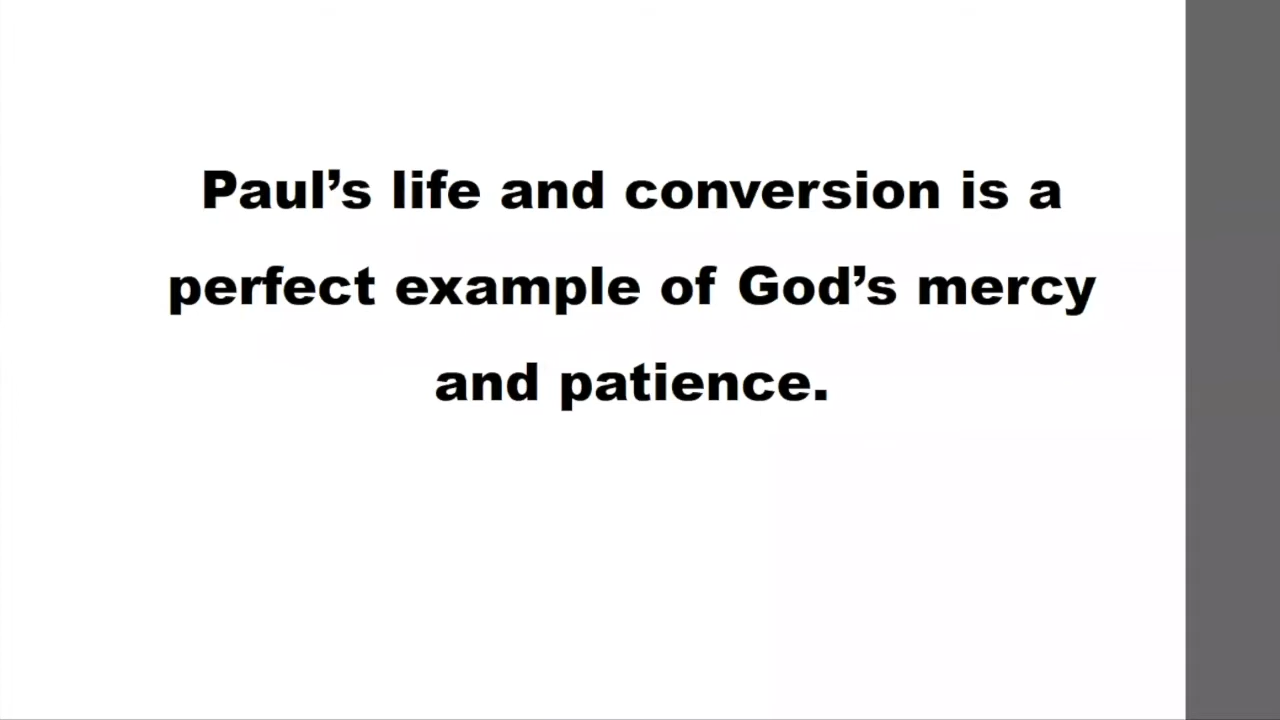 Paul’s life and conversion is a
perfect example of God’s mercy
and patience.